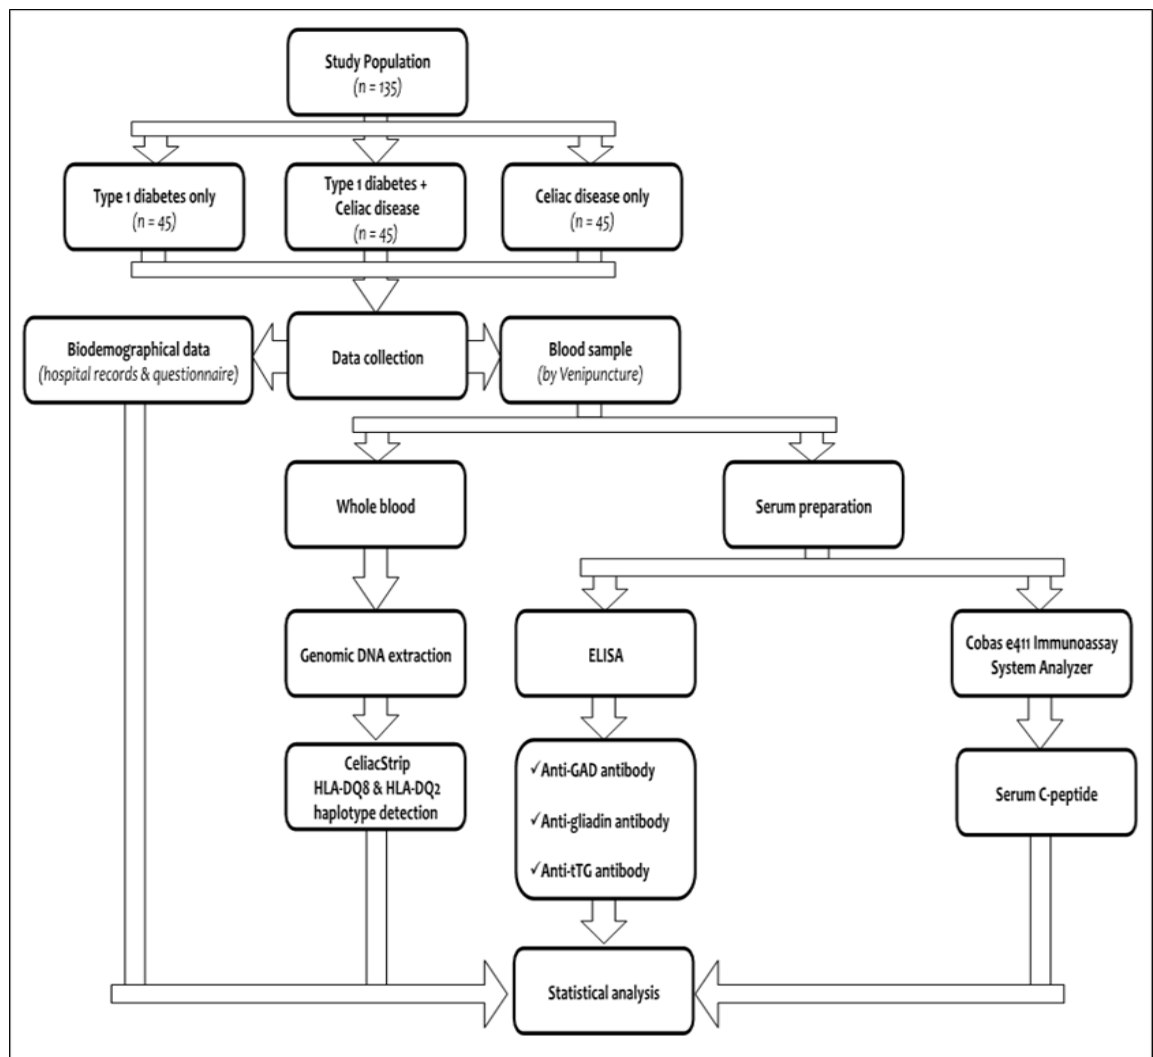 Study Population
(n = 135)
Type 1 diabetes only
(n = 45)
Type 1 diabetes +
Celiac disease
(n = 45)
Celiac disease only
(n = 45)
Biodemographical data
(hospital records & questionnaire)
Data collection
Blood sample
(by Venipuncture)
Whole blood
Serum preparation
Genomic DNA extraction
ELISA
Cobas e411 Immunoassay
System Analyzer
CeliacStrip
HLA-DQ8 & HLA-DQ2
haplotype detection
✓Anti-GAD antibody
✓Anti-gliadin antibody
✓Anti-tTG antibody
Serum C-peptide
Statistical analysis